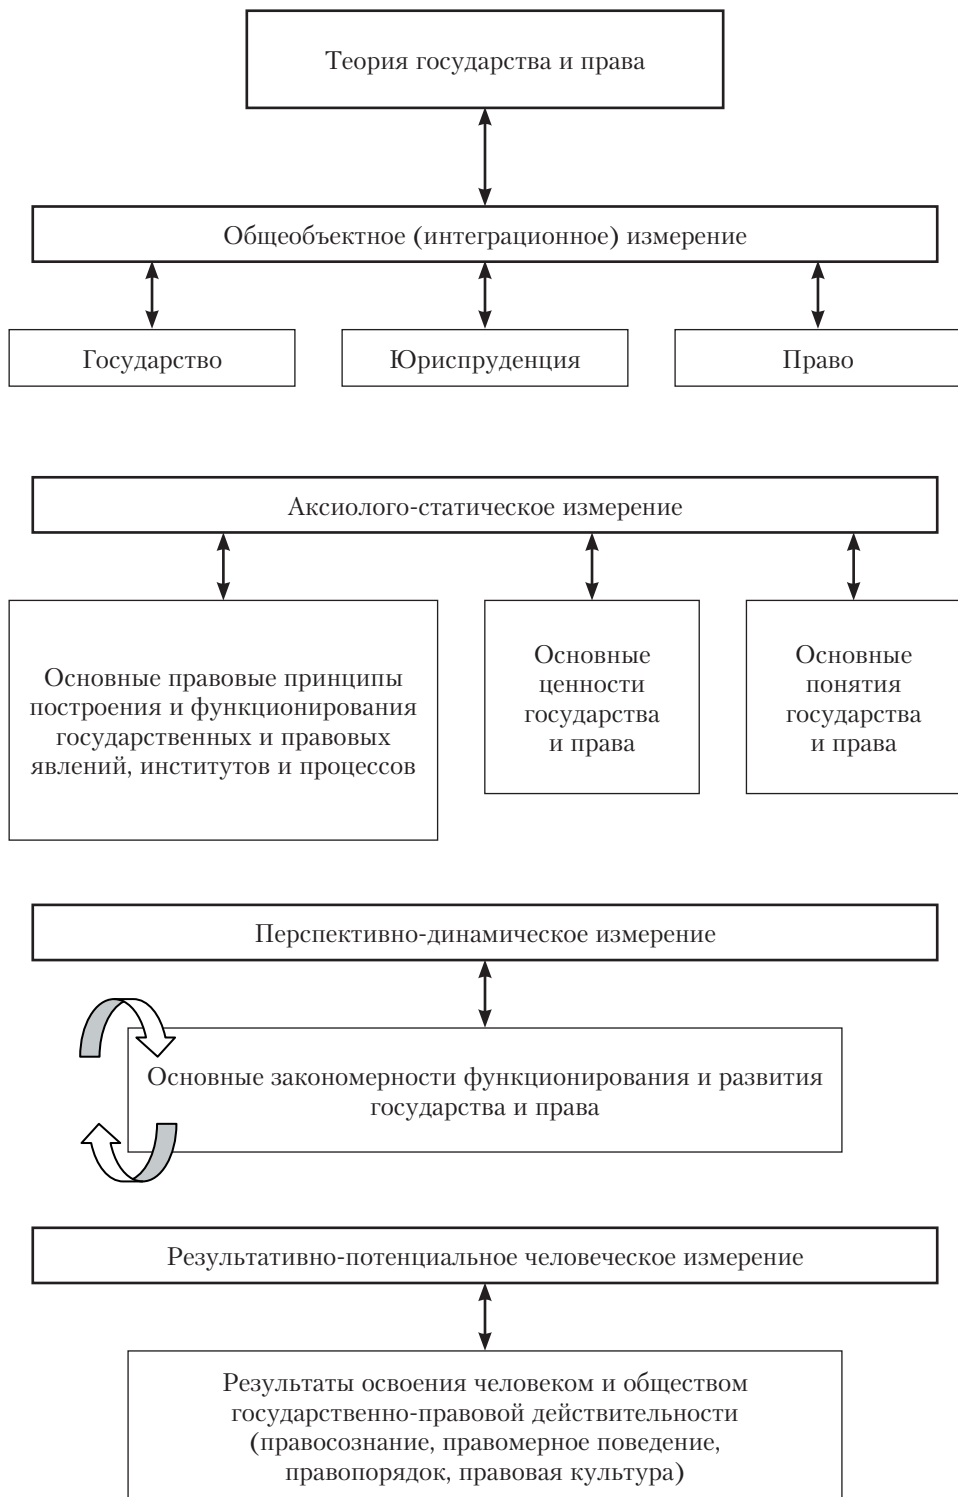 Теория государства и права
Общеобъектное (интеграционное) измерение
Государство
Юриспруденция
Право
Аксиолого-статическое измерение
Основные правовые принципы
построения и функционирования
государственных и правовых
явлений, институтов и процессов
Основные
ценности
государства
и права
Основные
понятия
государства
и права
Перспективно-динамическое измерение
Основные закономерности функционирования и развития
государства и права
Результативно-потенциальное человеческое измерение
Результаты освоения человеком и обществом
государственно-правовой действительности
(правосознание, правомерное поведение,
правопорядок, правовая культура)